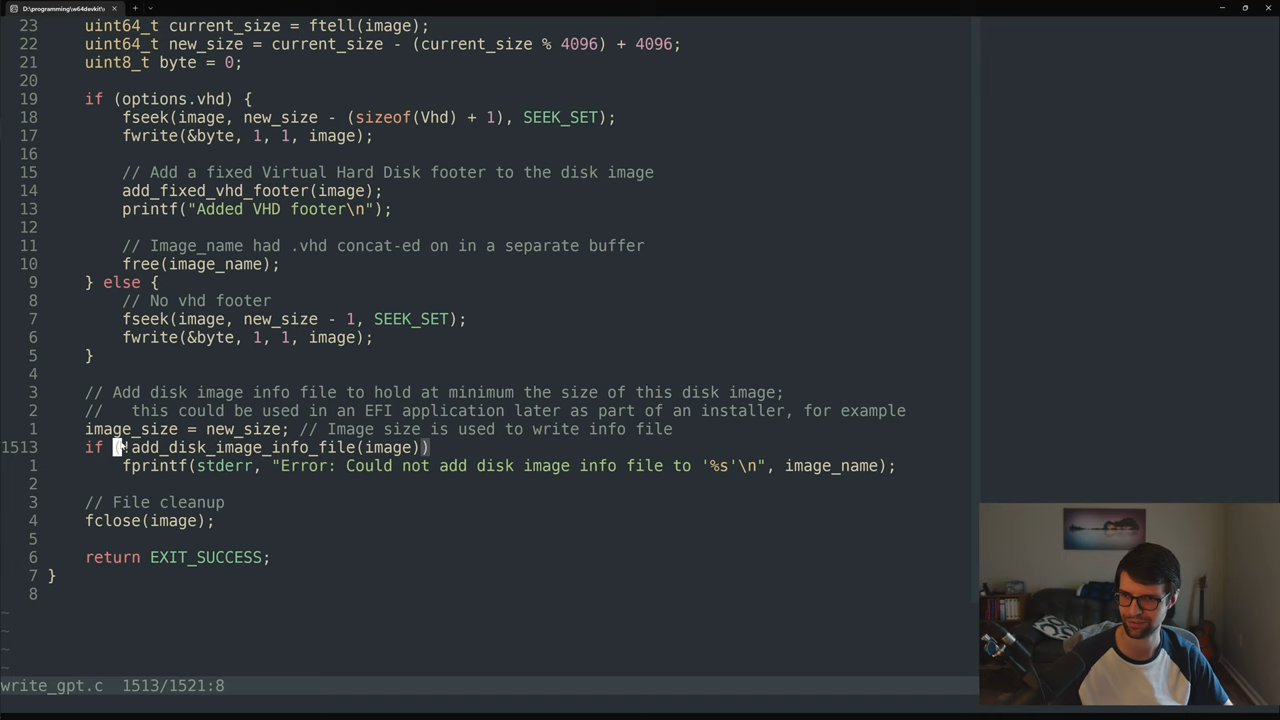 D:\programming\w64devkit\
23 uint64_t current_size = ftell(image);
22 uint64_t new_size = current_size - (current_size % 4096) + 4096;
21 uint8_t byte = 0;
20
19 if (options.vhd) {
18 fseek(image, new_size - (sizeof(Vhd) + 1), SEEK_SET);
17 fwrite(&byte, 1, 1, image);
16
15 // Add a fixed Virtual Hard Disk footer to the disk image
14 add_fixed_vhd_footer(image);
13 printf("Added VHD footer\n");
12
11 // Image_name had .vhd concat-ed on in a separate buffer
10 free(image_name);
9 } else {
8 // No vhd footer
7 fseek(image, new_size - 1, SEEK_SET);
6 fwrite(&byte, 1, 1, image);
5 }
4
3 // Add disk image info file to hold at minimum the size of this disk image;
2 //   this could be used in an EFI application later as part of an installer, for example
1 image_size = new_size; // Image size is used to write info file
1513 if (!add_disk_image_info_file(image))
1 fprintf(stderr, "Error: Could not add disk image info file to '%s'\n", image_name);
2
3 // File cleanup
4 fclose(image);
5
6 return EXIT_SUCCESS;
7 }
8
~
~
~
~
write_gpt.c 1513/1521:8